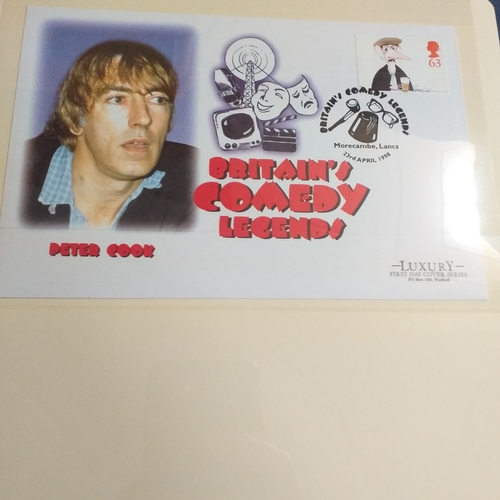 63
BRITAIN'S COMEDY LEGENDS
Morecambe, Lancs
23rd APRIL 1998
BRITAIN'S
COMEDY
LEGENDS
PETER COOK
LUXURY
FIRST DAY COVER SERIES